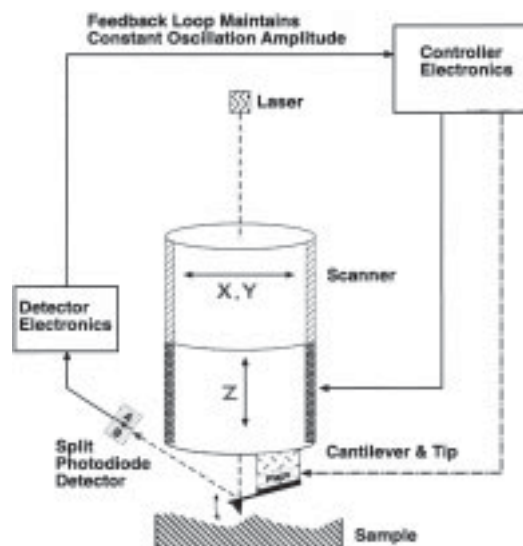 Feedback Loop Maintains
Constant Oscillation Amplitude
Controller
Electronics
Laser
X, Y
Scanner
Detector
Electronics
Z
A
B
Split
Photodiode
Detector
Cantilever & Tip
Sample